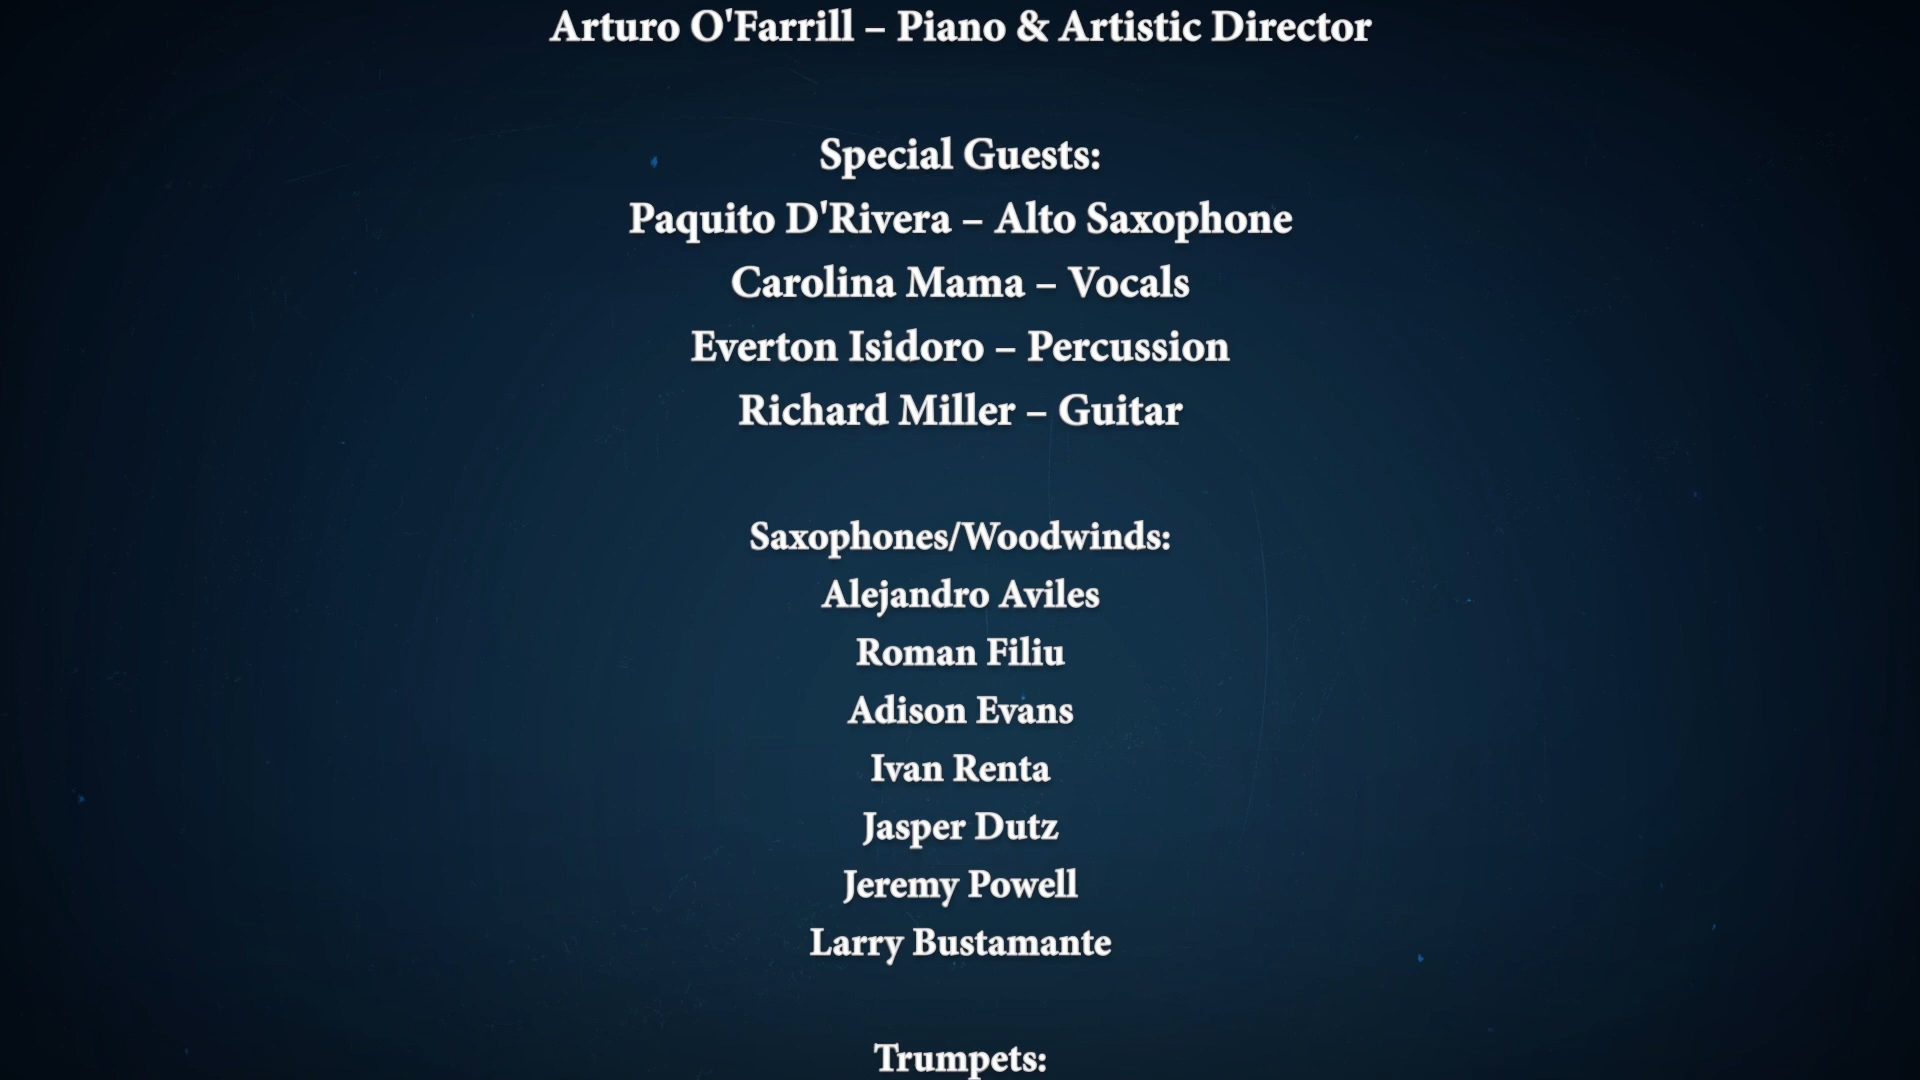 Arturo O'Farrill – Piano & Artistic Director
Special Guests:
Paquito D'Rivera – Alto Saxophone
Carolina Mama – Vocals
Everton Isidoro – Percussion
Richard Miller – Guitar
Saxophones/Woodwinds:
Alejandro Aviles
Roman Filiu
Adison Evans
Ivan Renta
Jasper Dutz
Jeremy Powell
Larry Bustamante
Trumpets: